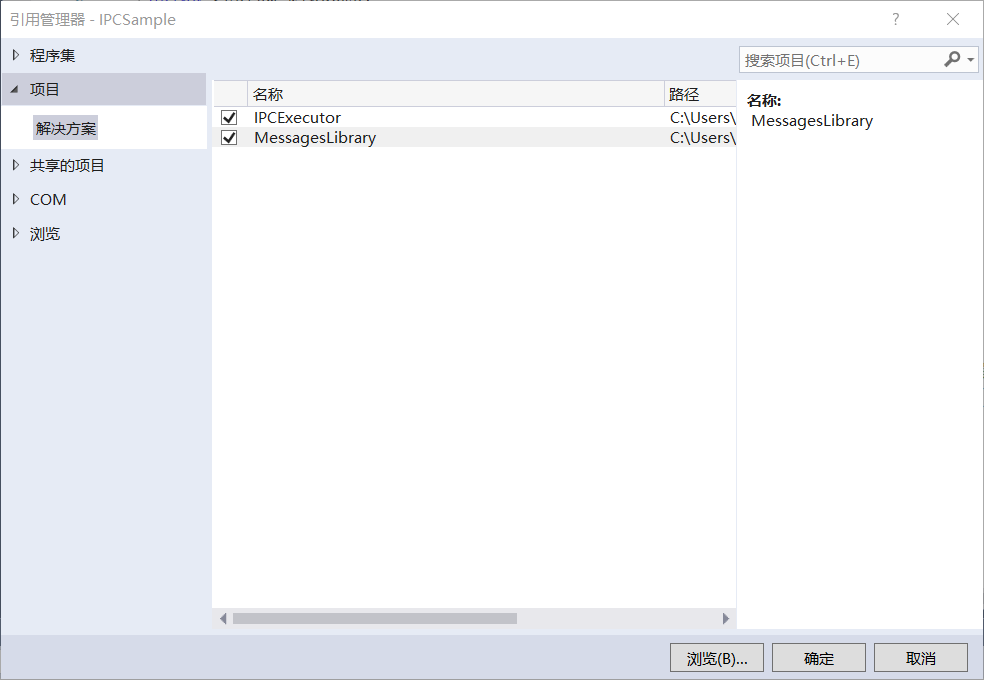 引用管理器 - IPCSample
?
程序集
项目
解决方案
共享的项目
COM
浏览
搜索项目(Ctrl+E)
名称 路径
IPCExecutor C:\Users\
MessagesLibrary C:\Users\
名称:
MessagesLibrary
浏览(B)... 确定 取消